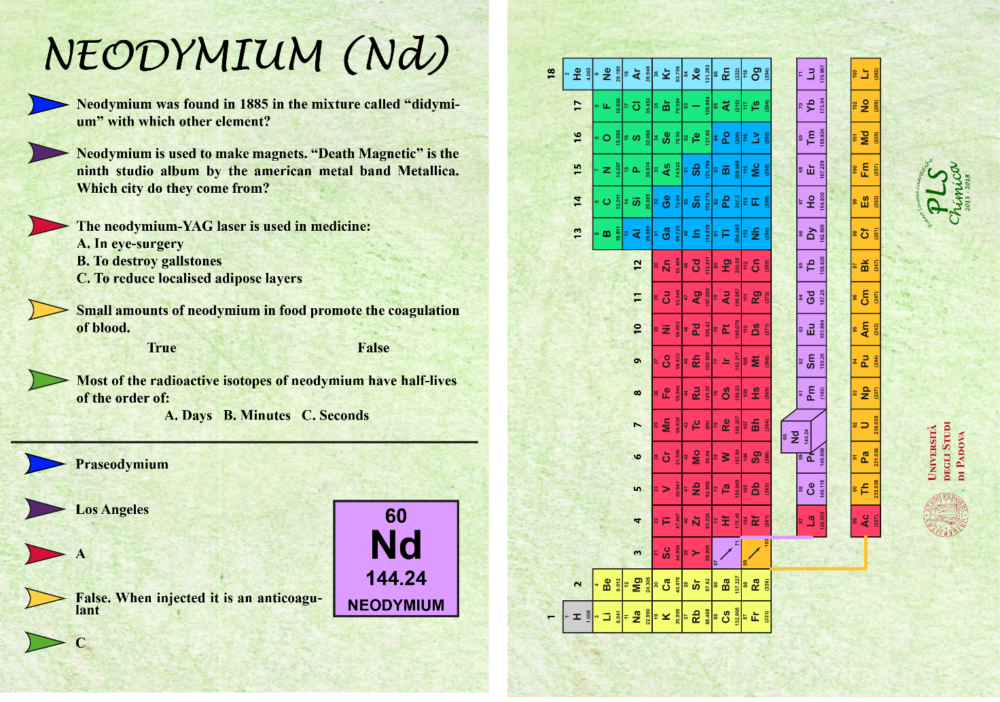 NEODYMIUM (Nd)
Neodymium was found in 1885 in the mixture called “didymi-
um” with which other element?
Neodymium is used to make magnets. “Death Magnetic” is the
ninth studio album by the american metal band Metallica.
Which city do they come from?
The neodymium-YAG laser is used in medicine:
A. In eye-surgery
B. To destroy gallstones
C. To reduce localised adipose layers
Small amounts of neodymium in food promote the coagulation
of blood.
True False
Most of the radioactive isotopes of neodymium have half-lives
of the order of:
A. Days B. Minutes C. Seconds
Praseodymium
Los Angeles
A
False. When injected it is an anticoagu-
lant
C
60
Nd
144.24
NEODYMIUM
1 18
1 2
H He
1.008 4.003
2 13 14 15 16 17
3 4 5 6 7 8 9 8
Li Be B C N O F Ne
6.941 9.012 10.811 12.011 14.007 15.999 18.998 20.180
11 12 13 14 15 16 17 18
Na Mg Al Si P S Cl Ar
22.990 24.305 26.981 28.085 30.974 32.066 35.453 39.948
3 4 5 6 7 8 9 10 11 12
19 20 21 22 23 24 25 26 27 28 29 30 31 32 33 34 35 36
K Ca Sc Ti V Cr Mn Fe Co Ni Cu Zn Ga Ge As Se Br Kr
39.098 40.078 44.956 47.867 50.941 51.996 54.938 55.846 58.933 58.693 63.546 65.409 69.723 72.64 74.922 78.96 79.904 83.798
37 38 39 40 41 42 43 44 45 46 47 48 49 50 51 52 53 54
Rb Sr Y Zr Nb Mo Tc Ru Rh Pd Ag Cd In Sn Sb Te I Xe
85.468 87.62 88.906 91.224 92.906 95.94 (98) 101.07 102.905 106.42 107.868 112.411 114.818 118.710 121.760 127.60 126.904 131.293
55 56 57 71 72 73 74 75 76 77 78 79 80 81 82 83 84 85 86
Cs Ba Hf Ta W Re Os Ir Pt Au Hg Tl Pb Bi Po At Rn
132.905 137.327 178.49 180.948 183.84 186.207 190.23 192.217 195.078 196.967 200.59 204.383 207.2 208.980 (209) (210) (222)
87 88 89 103 104 105 106 107 108 109 110 111 112 113 114 115 116 117 118
Fr Ra Rf Db Sg Bh Hs Mt Ds Rg Cn Nh Fl Mc Lv Ts Og
(223) (226) (261) (262) (266) (264) (269) (268) (271) (272) (285) (286) (289) (288) (292) (294) (294)
60
Nd
144.24
57 58 59 61 62 63 64 65 66 67 68 69 70 71
La Ce Pr Pm Sm Eu Gd Tb Dy Ho Er Tm Yb Lu
138.905 140.116 140.908 (145) 150.36 151.964 157.25 158.925 162.500 164.930 167.259 168.934 173.04 174.967
89 90 91 92 93 94 95 96 97 98 99 100 101 102 103
Ac Th Pa U Np Pu Am Cm Bk Cf Es Fm Md No Lr
(227) 232.038 231.036 238.029 (237) (244) (243) (247) (247) (251) (252) (257) (258) (259) (262)
UNIVERSITÀ
DEGLI STUDI
DI PADOVA
Piano Lauree Scientifiche
PLS
Chimica
2015 - 2018